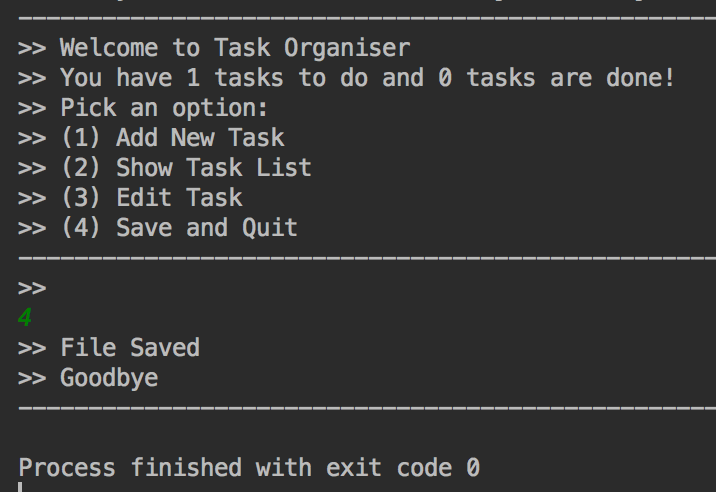 >> Welcome to Task Organiser
>> You have 1 tasks to do and 0 tasks are done!
>> Pick an option:
>> (1) Add New Task
>> (2) Show Task List
>> (3) Edit Task
>> (4) Save and Quit
>>
4
>> File Saved
>> Goodbye
Process finished with exit code 0